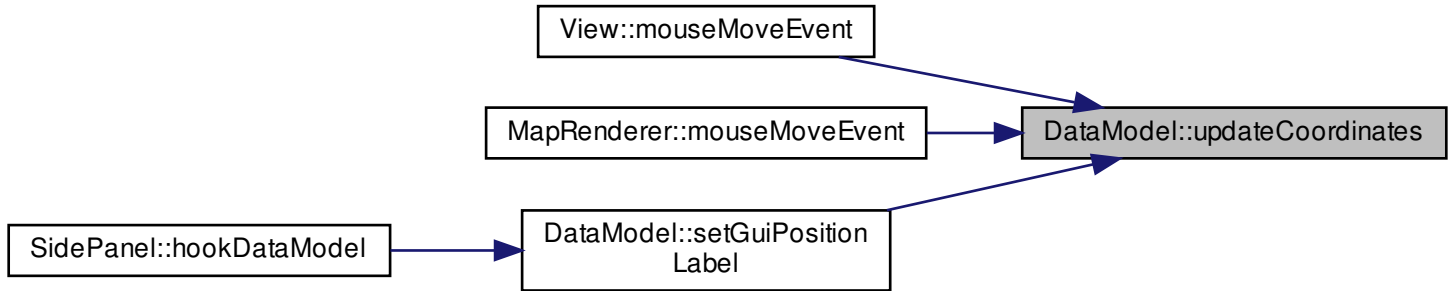 View::mouseMoveEvent
MapRenderer::mouseMoveEvent
DataModel::updateCoordinates
SidePanel::hookDataModel
DataModel::setGuiPosition
Label